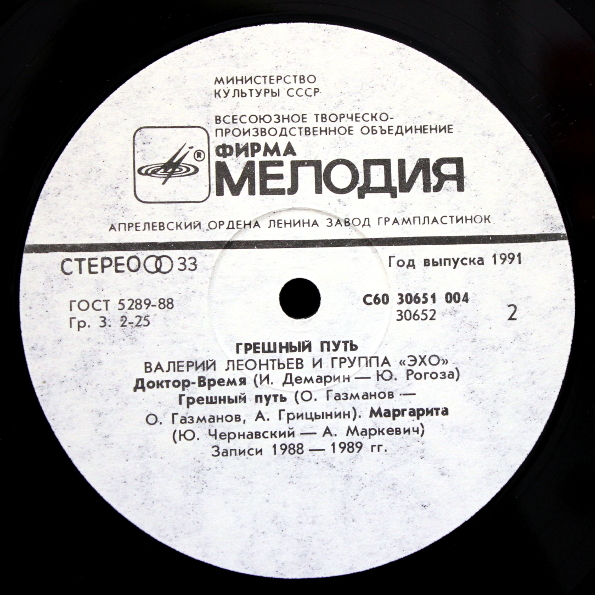 МИНИСТЕРСТВО
КУЛЬТУРЫ СССР
ВСЕСОЮЗНОЕ ТВОРЧЕСКО-
ПРОИЗВОДСТВЕННОЕ ОБЪЕДИНЕНИЕ
ФИРМА
® МЕЛОДИЯ
АПРЕЛЕВСКИЙ ОРДЕНА ЛЕНИНА ЗАВОД ГРАМПЛАСТИНОК
СТЕРЕО 33
Год выпуска 1991
ГОСТ 5289-88
С60 30651 004
Гр. 3. 2-25
30652
2
ГРЕШНЫЙ ПУТЬ
ВАЛЕРИЙ ЛЕОНТЬЕВ И ГРУППА «ЭХО»
Доктор-Время (И. Демарин — Ю. Рогоза)
Грешный путь (О. Газманов —
О. Газманов, А. Грицынин). Маргарита
(Ю. Чернавский — А. Маркевич)
Записи 1988 — 1989 гг.